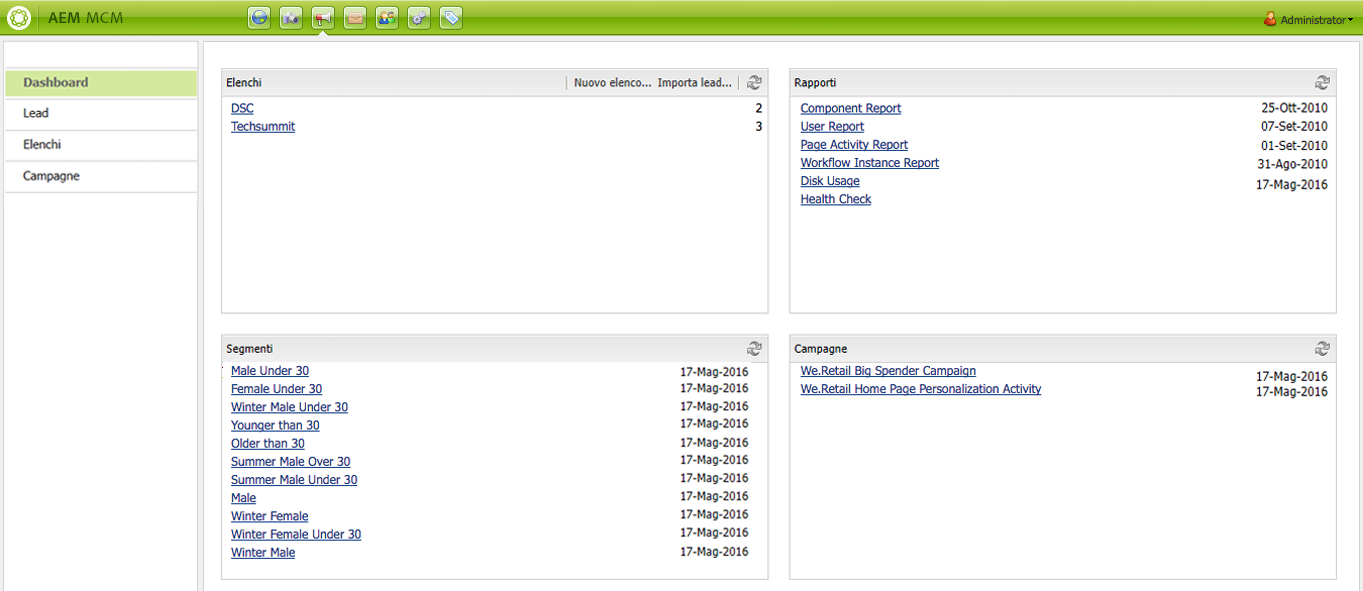 AEM MCM
Administrator
Dashboard
Lead
Elenchi
Campagne
Elenchi Nuovo elenco... Importa lead...
DSC 2
Techsummit 3
Rapporti
Component Report 25-Ott-2010
User Report 07-Set-2010
Page Activity Report 01-Set-2010
Workflow Instance Report 31-Ago-2010
Disk Usage 17-Mag-2016
Health Check
Segmenti
Male Under 30 17-Mag-2016
Female Under 30 17-Mag-2016
Winter Male Under 30 17-Mag-2016
Younger than 30 17-Mag-2016
Older than 30 17-Mag-2016
Summer Male Over 30 17-Mag-2016
Summer Male Under 30 17-Mag-2016
Male 17-Mag-2016
Winter Female 17-Mag-2016
Winter Female Under 30 17-Mag-2016
Winter Male 17-Mag-2016
Campagne
We.Retail Big Spender Campaign 17-Mag-2016
We.Retail Home Page Personalization Activity 17-Mag-2016